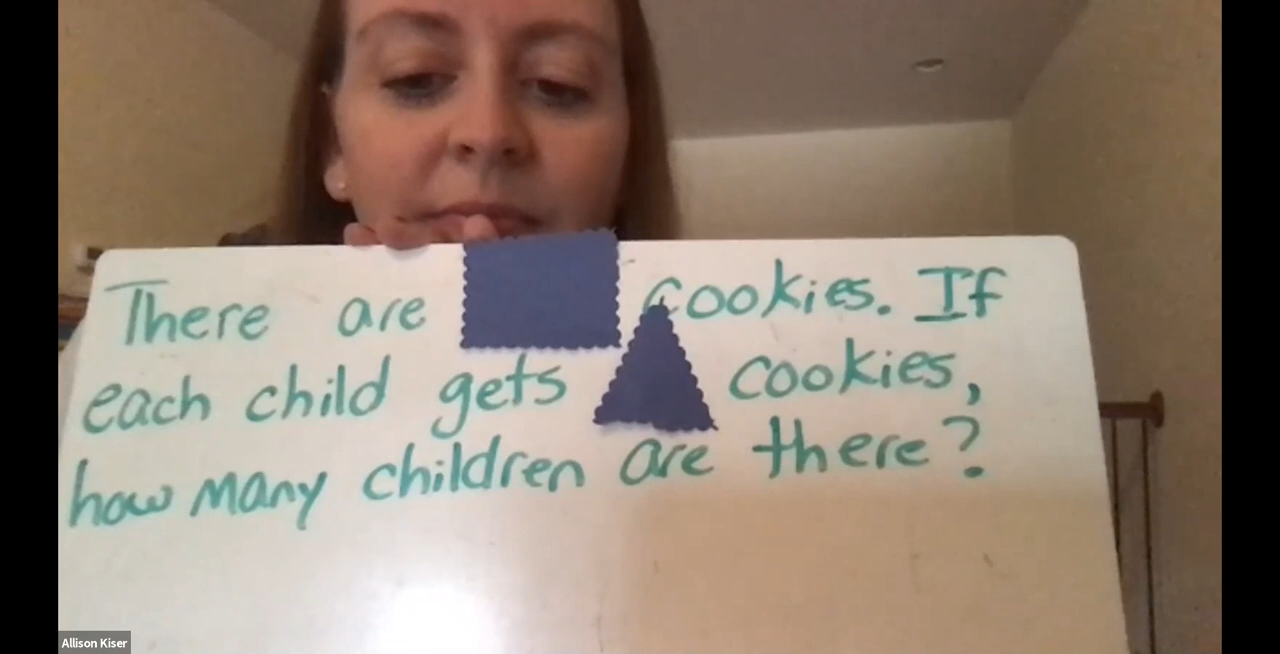 There are cookies. If
each child gets cookies,
how many children are there?
Allison Kiser